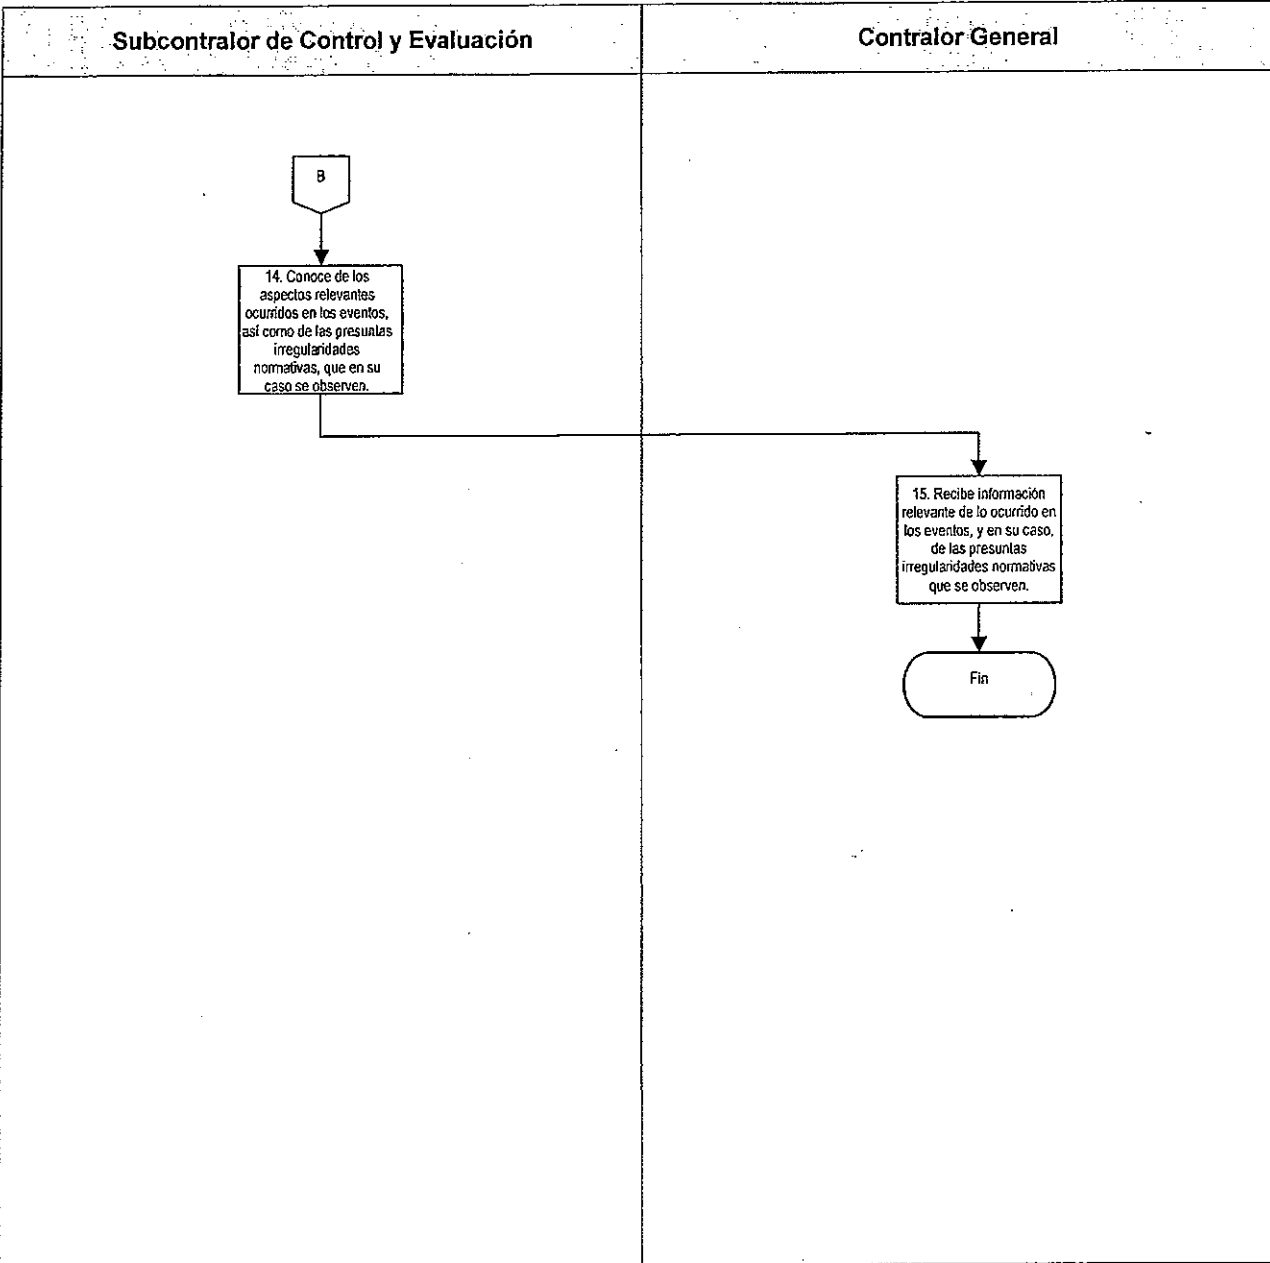 Subcontralor de Control y Evaluación
Contralor General
B
14. Conoce de los
aspectos relevantes
ocurridos en los eventos,
así como de las presuntas
irregularidades
normativas, que en su
caso se observen.
15. Recibe información
relevante de lo ocurrido en
los eventos, y en su caso,
de las presuntas
irregularidades normativas
que se observen.
Fin